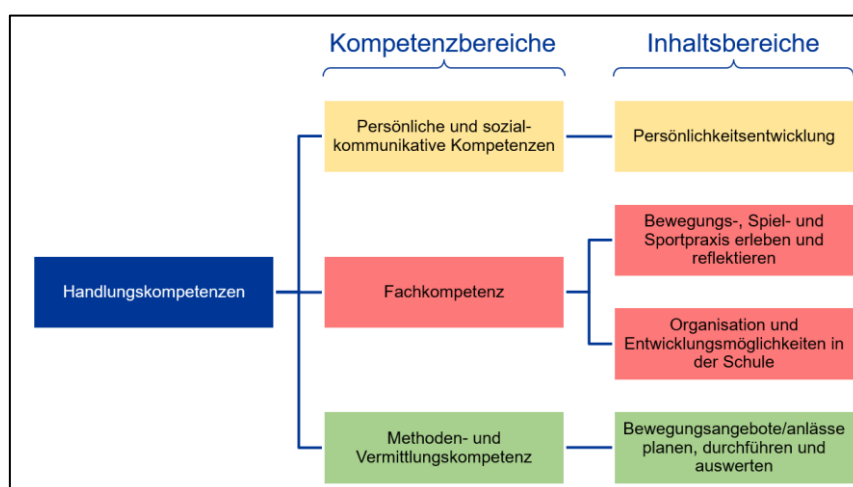 Kompetenzbereiche
Inhaltsbereiche
Persönliche und sozial-
kommunikative Kompetenzen
Persönlichkeitsentwicklung
Bewegungs-, Spiel- und
Sportpraxis erleben und
reflektieren
Handlungskompetenzen
Fachkompetenz
Organisation und
Entwicklungsmöglichkeiten in
der Schule
Methoden- und
Vermittlungskompetenz
Bewegungsangebote/anlässe
planen, durchführen und
auswerten